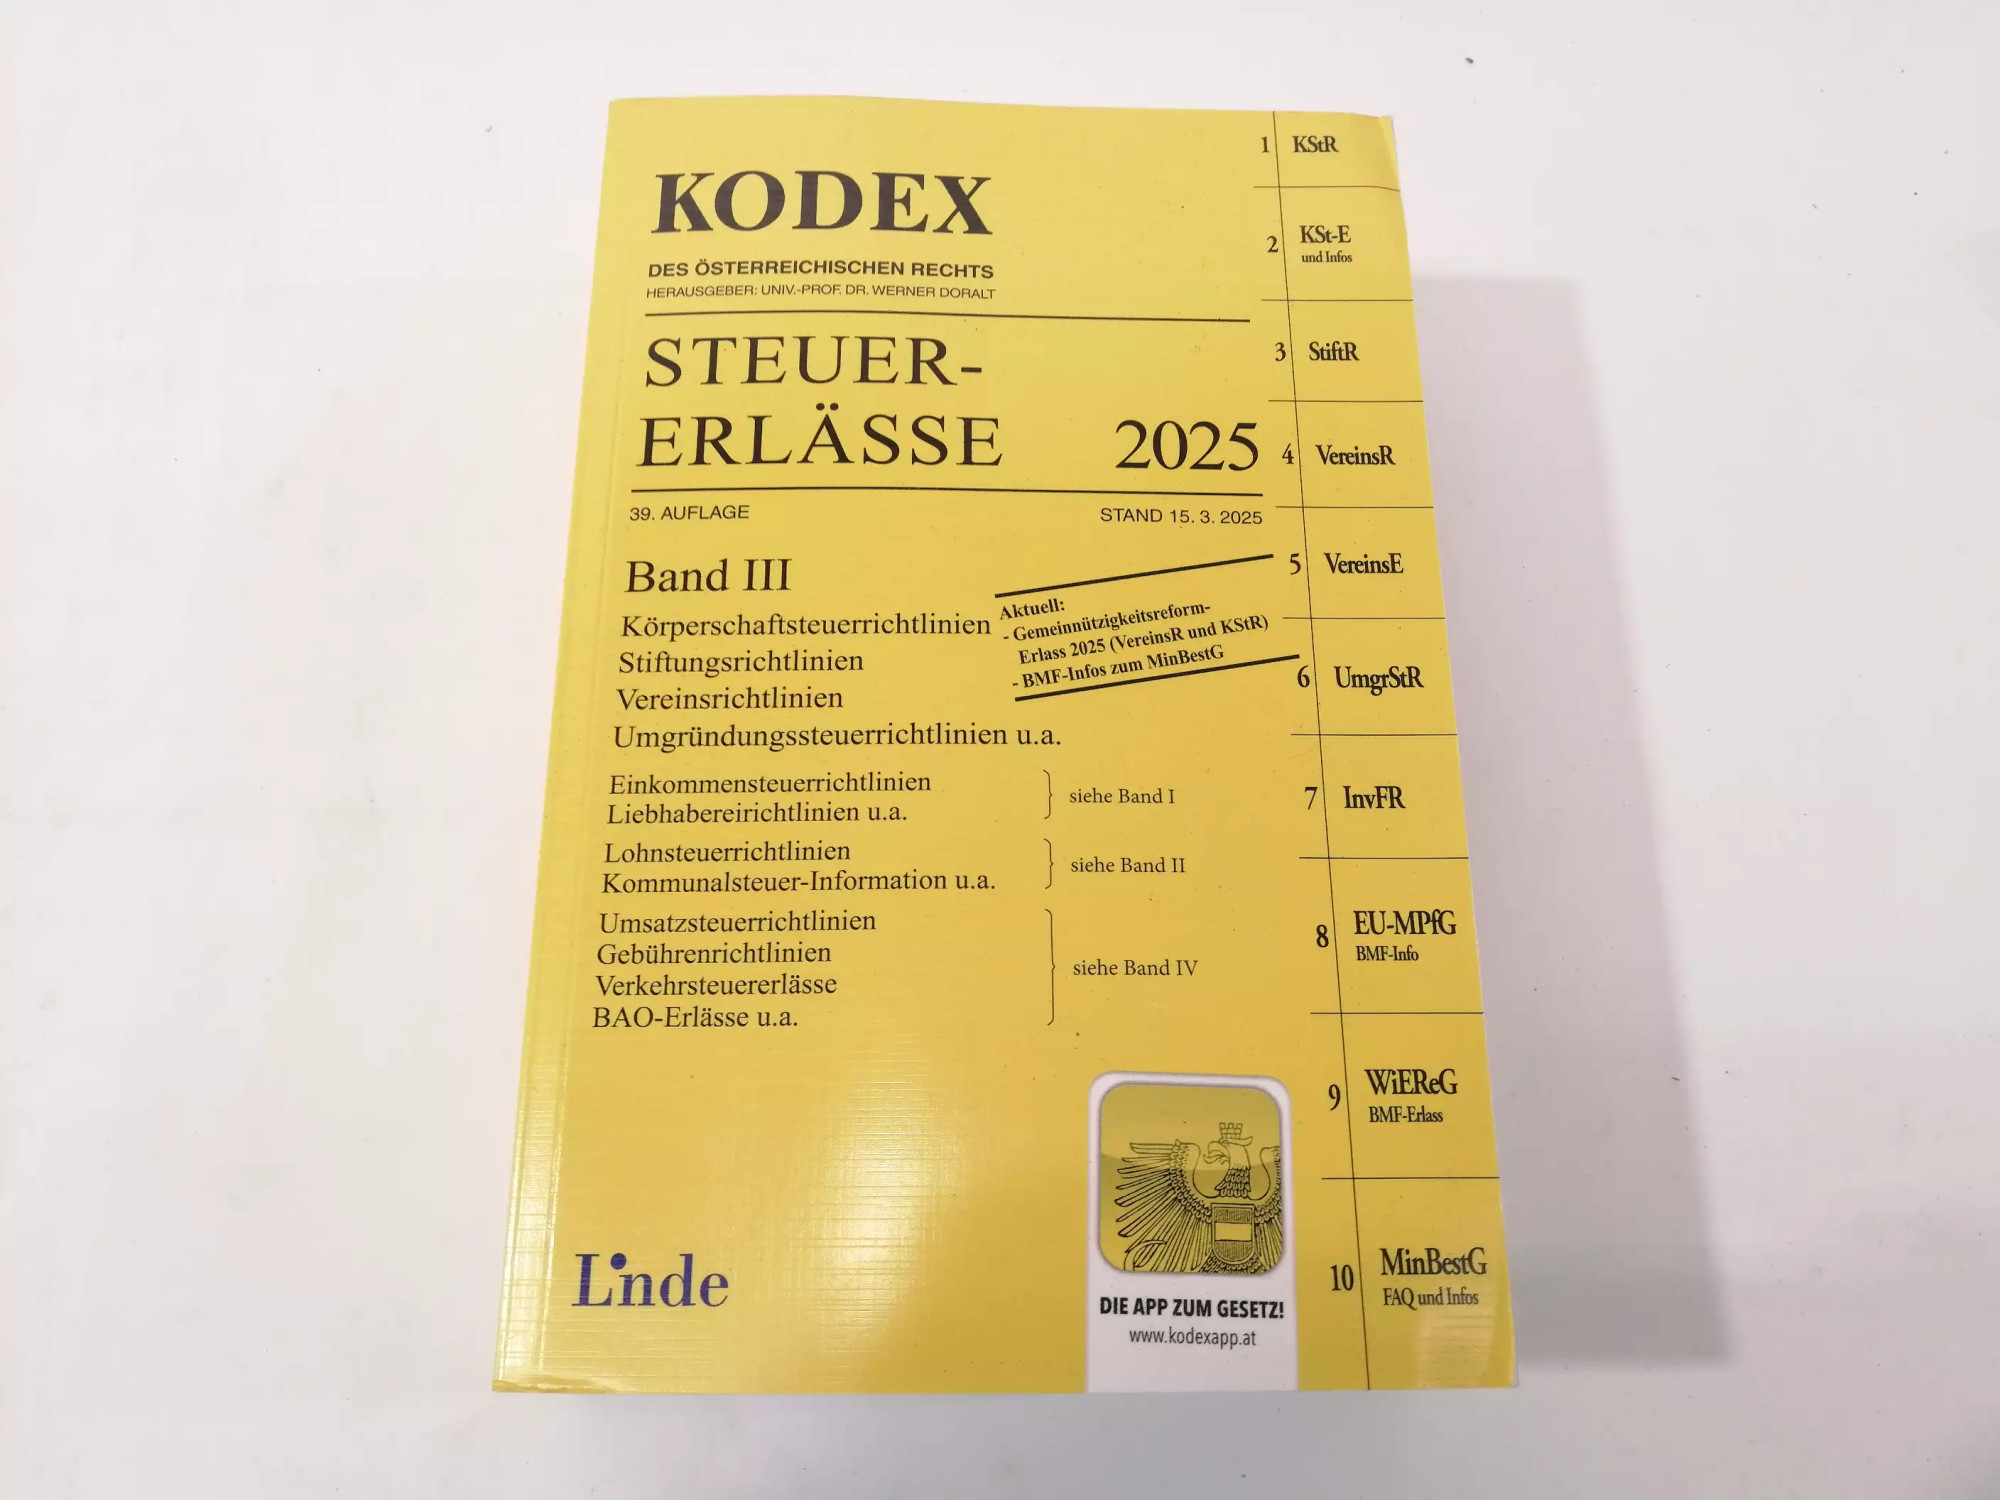 KODEX
DES ÖSTERREICHISCHEN RECHTS
HERAUSGEBER: UNIV.-PROF. DR. WERNER DORALT
STEUER-
ERLÄSSE 2025
39. AUFLAGE STAND 15. 3. 2025
Band III
Körperschaftsteuerrichtlinien
Stiftungsrichtlinien
Vereinsrichtlinien
Umgründungssteuerrichtlinien u.a.
Aktuell:
- Gemeinnützigkeitsreform-
Erlass 2025 (VereinsR und KStR)
- BMF-Infos zum MinBestG
Einkommensteuerrichtlinien
Liebhabereirichtlinien u.a.
siehe Band I
Lohnsteuerrichtlinien
Kommunalsteuer-Information u.a.
siehe Band II
Umsatzsteuerrichtlinien
Gebührenrichtlinien
Verkehrsteuererlässe
BAO-Erlässe u.a.
siehe Band IV
Linde
DIE APP ZUM GESETZ!
www.kodexapp.at
1 KStR
2 KSt-E
und Infos
3 StiftR
4 VereinsR
5 VereinsE
6 UmgrStR
7 InvFR
8 EU-MPfG
BMF-Info
9 WiEReG
BMF-Erlass
10 MinBestG
FAQ und Infos